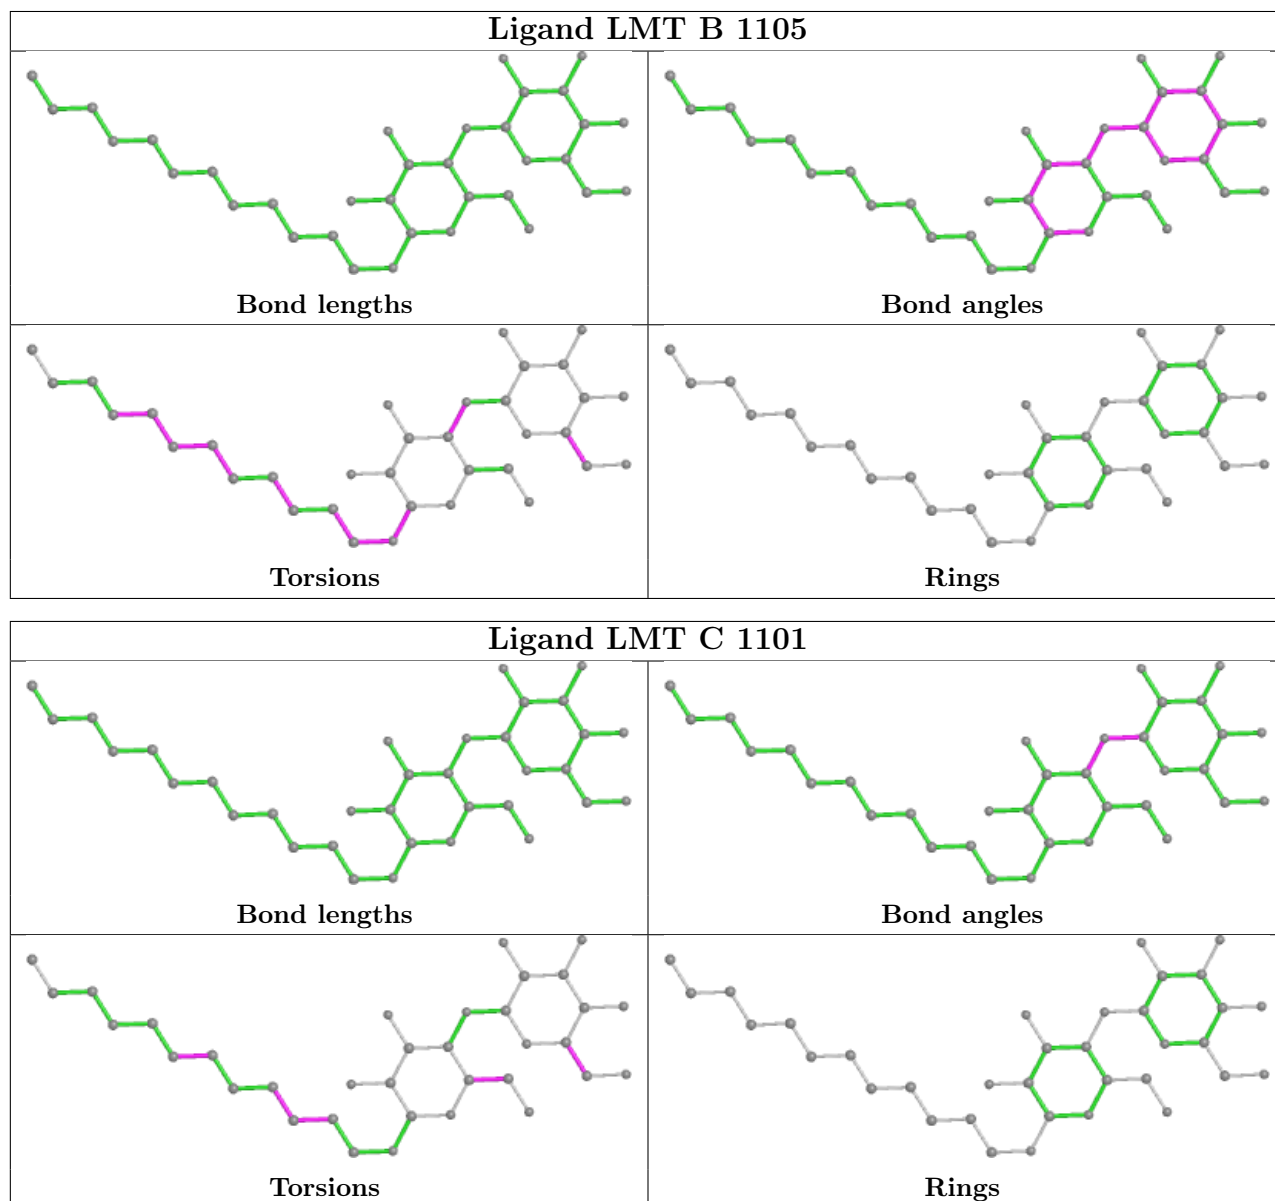 Ligand LMT B 1105
Bond lengths
Bond angles
Torsions
Rings
Ligand LMT C 1101
Bond lengths
Bond angles
Torsions
Rings